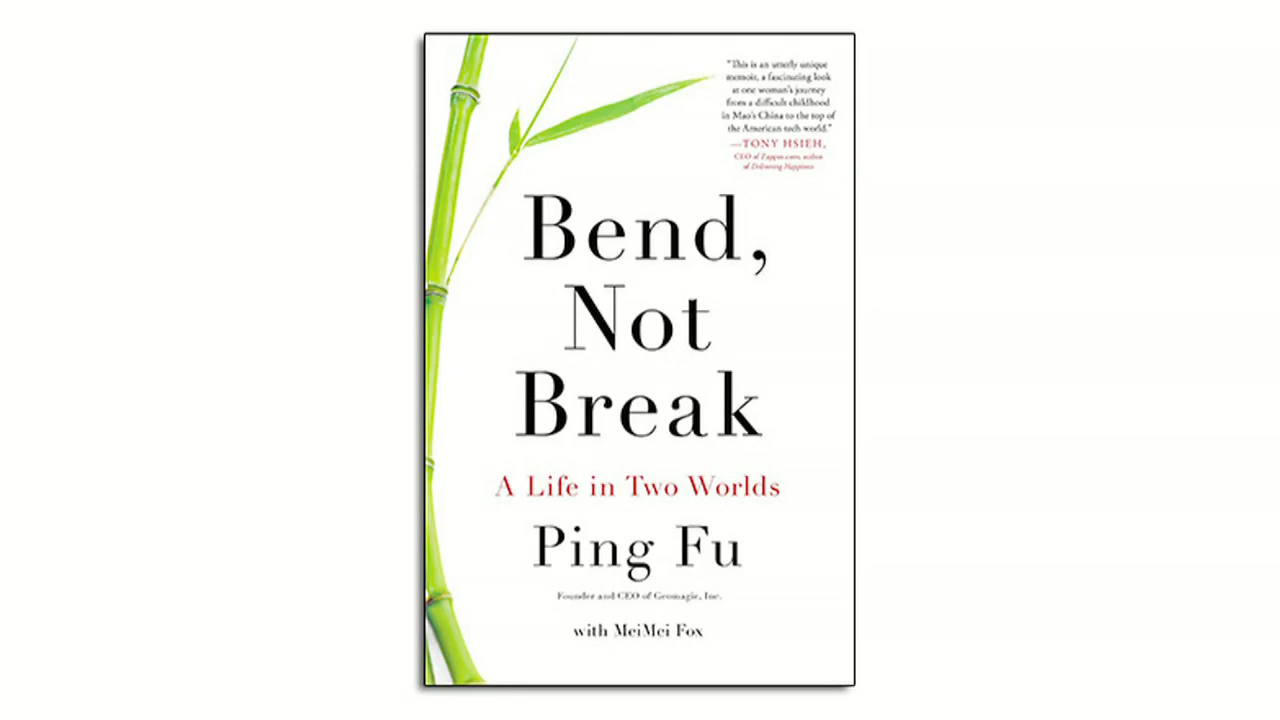 "This is an utterly unique
memoir, a fascinating look
at one woman's journey
from a difficult childhood
in Mao's China to the top of
the American tech world."
—TONY HSIEH,
CEO of Zappos.com, author
of Delivering Happiness
Bend,
Not
Break
A Life in Two Worlds
Ping Fu
Founder and CEO of Geomagic, Inc.
with MeiMei Fox